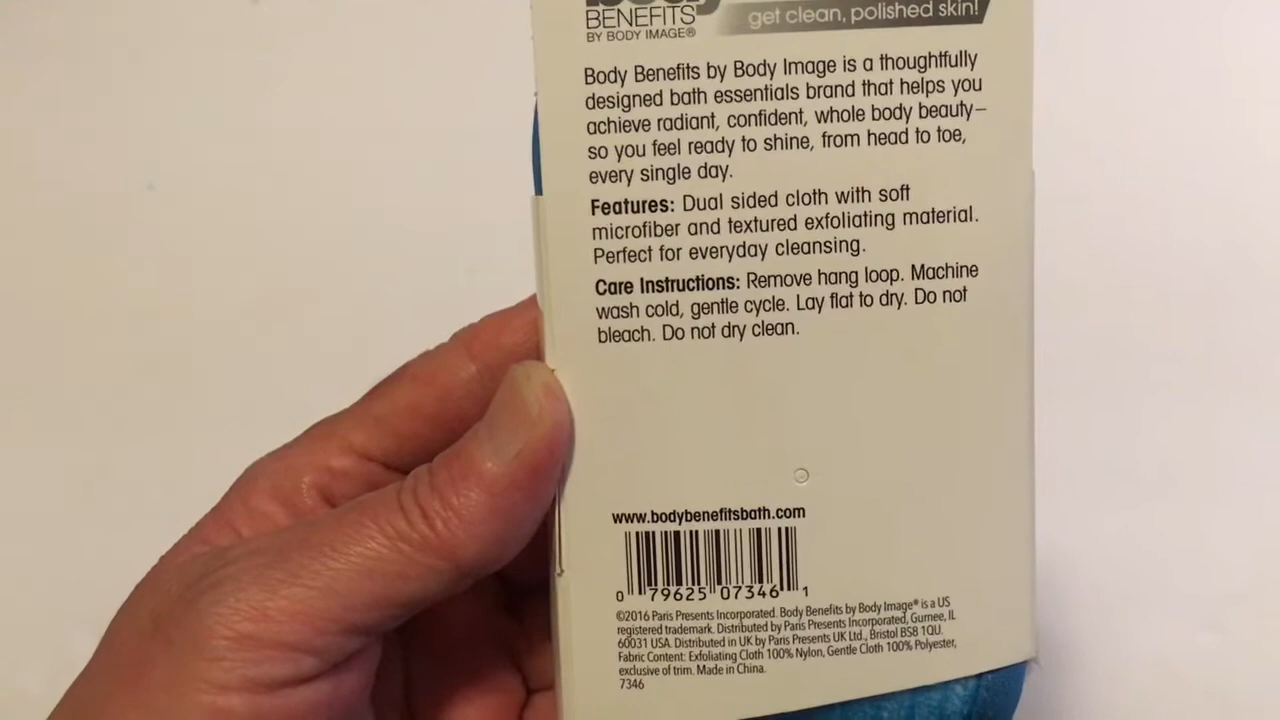 BENEFITS
BY BODY IMAGE®
get clean, polished skin!
Body Benefits by Body Image is a thoughtfully
designed bath essentials brand that helps you
achieve radiant, confident, whole body beauty–
so you feel ready to shine, from head to toe,
every single day.
Features: Dual sided cloth with soft
microfiber and textured exfoliating material.
Perfect for everyday cleansing.
Care Instructions: Remove hang loop. Machine
wash cold, gentle cycle. Lay flat to dry. Do not
bleach. Do not dry clean.
www.bodybenefitsbath.com
0 79625 07346 1
©2016 Paris Presents Incorporated. Body Benefits by Body Image® is a US
registered trademark. Distributed by Paris Presents Incorporated, Gurnee, IL
60031 USA. Distributed in UK by Paris Presents UK Ltd., Bristol BS8 1QU.
Fabric Content: Exfoliating Cloth 100% Nylon, Gentle Cloth 100% Polyester,
exclusive of trim. Made in China.
7346